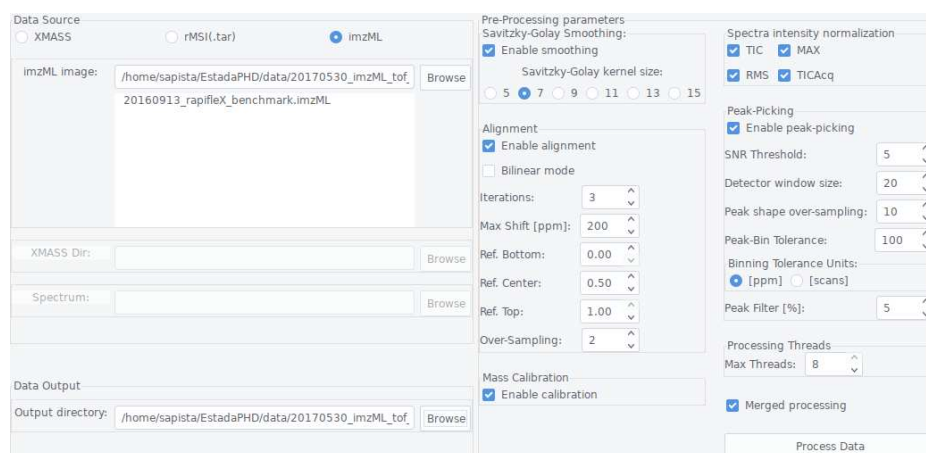 Data Source
XMASS rMSI(.tar) imzML
imzML image: /home/sapista/EstadaPHD/data/20170530_imzML_tof_ Browse
20160913_rapifleX_benchmark.imzML
XMASS Dir: Browse
Spectrum: Browse
Data Output
Output directory: /home/sapista/EstadaPHD/data/20170530_imzML_tof_ Browse
Pre-Processing parameters
Savitzky-Golay Smoothing:
Enable smoothing
Savitzky-Golay kernel size:
5 7 9 11 13 15
Alignment
Enable alignment
Bilinear mode
Iterations: 3
Max Shift [ppm]: 200
Ref. Bottom: 0.00
Ref. Center: 0.50
Ref. Top: 1.00
Over-Sampling: 2
Mass Calibration
Enable calibration
Spectra intensity normalization
TIC MAX
RMS TICAcq
Peak-Picking
Enable peak-picking
SNR Threshold: 5
Detector window size: 20
Peak shape over-sampling: 10
Peak-Bin Tolerance: 100
Binning Tolerance Units:
[ppm] [scans]
Peak Filter [%]: 5
Processing Threads
Max Threads: 8
Merged processing
Process Data